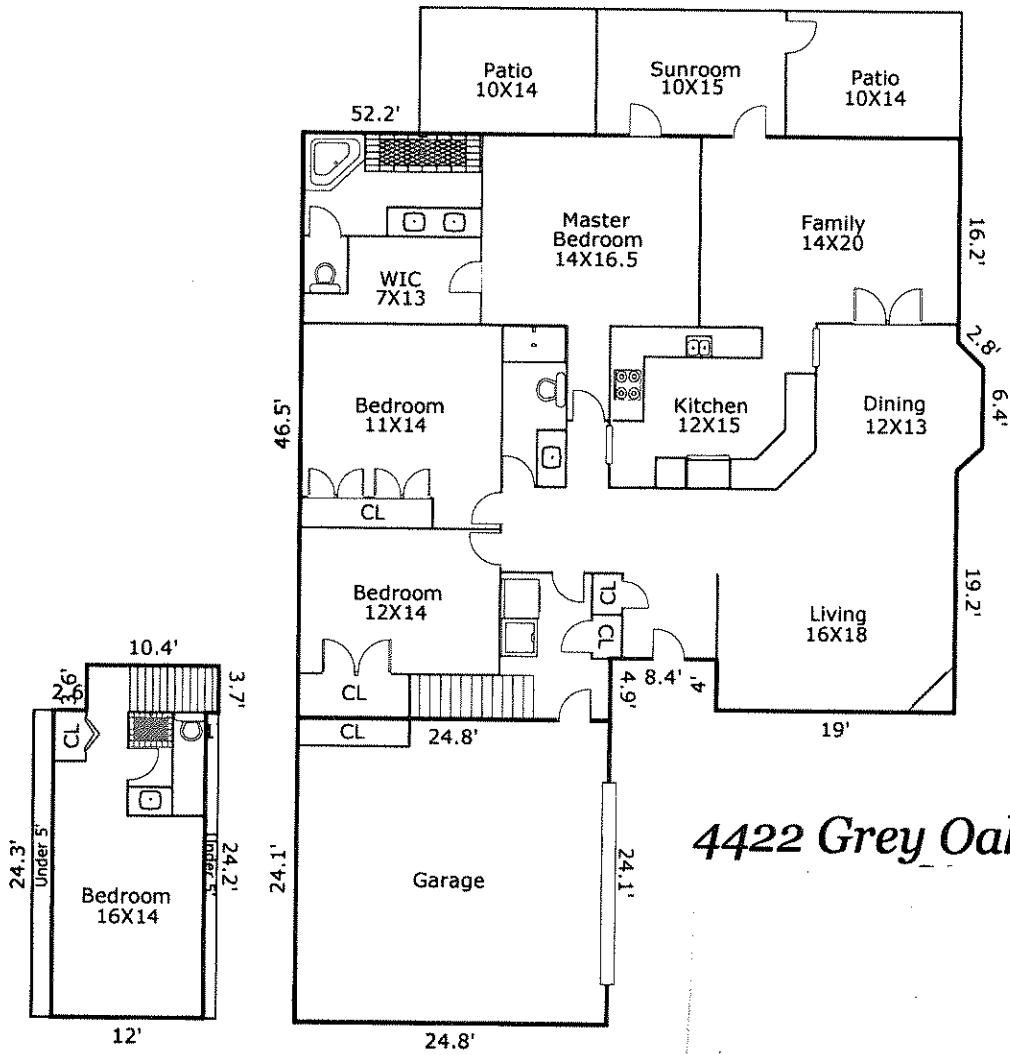 Patio
10X14
Sunroom
10X15
Patio
10X14
52.2'
Master
Bedroom
14X16.5
Family
14X20
16.2'
WIC
7X13
2.8'
6.4'
46.5'
Bedroom
11X14
Kitchen
12X15
Dining
12X13
CL
Bedroom
12X14
CL
CL
Living
16X18
19.2'
10.4'
3.7'
2.6'
CL
8.4'
4'
4.9'
19'
CL
CL
24.8'
24.3'
Under 5'
Under 5'
24.2'
Bedroom
16X14
12'
24.1'
Garage
24.1'
24.8'
4422 Grey Oa